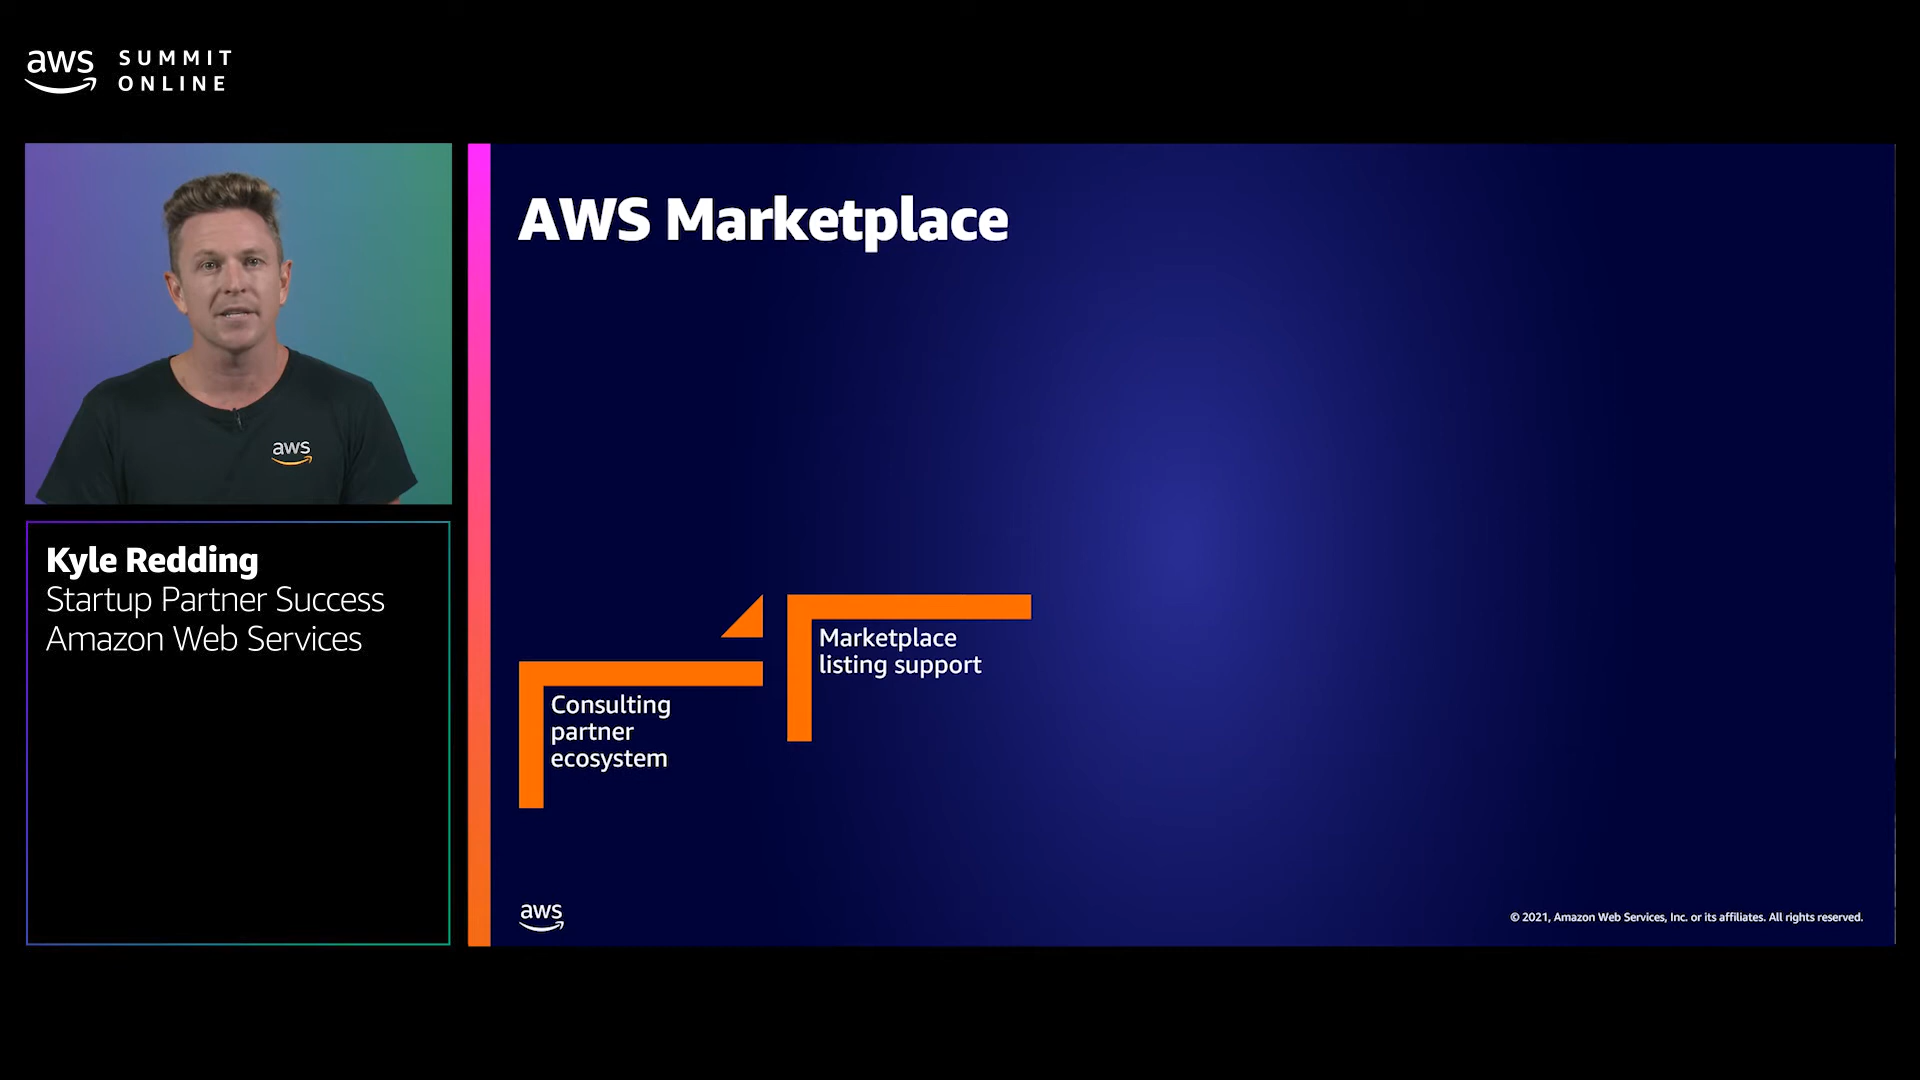 aws SUMMIT
ONLINE
aws
Kyle Redding
Startup Partner Success
Amazon Web Services
AWS Marketplace
Consulting
partner
ecosystem
Marketplace
listing support
aws
© 2021, Amazon Web Services, Inc. or its affiliates. All rights reserved.